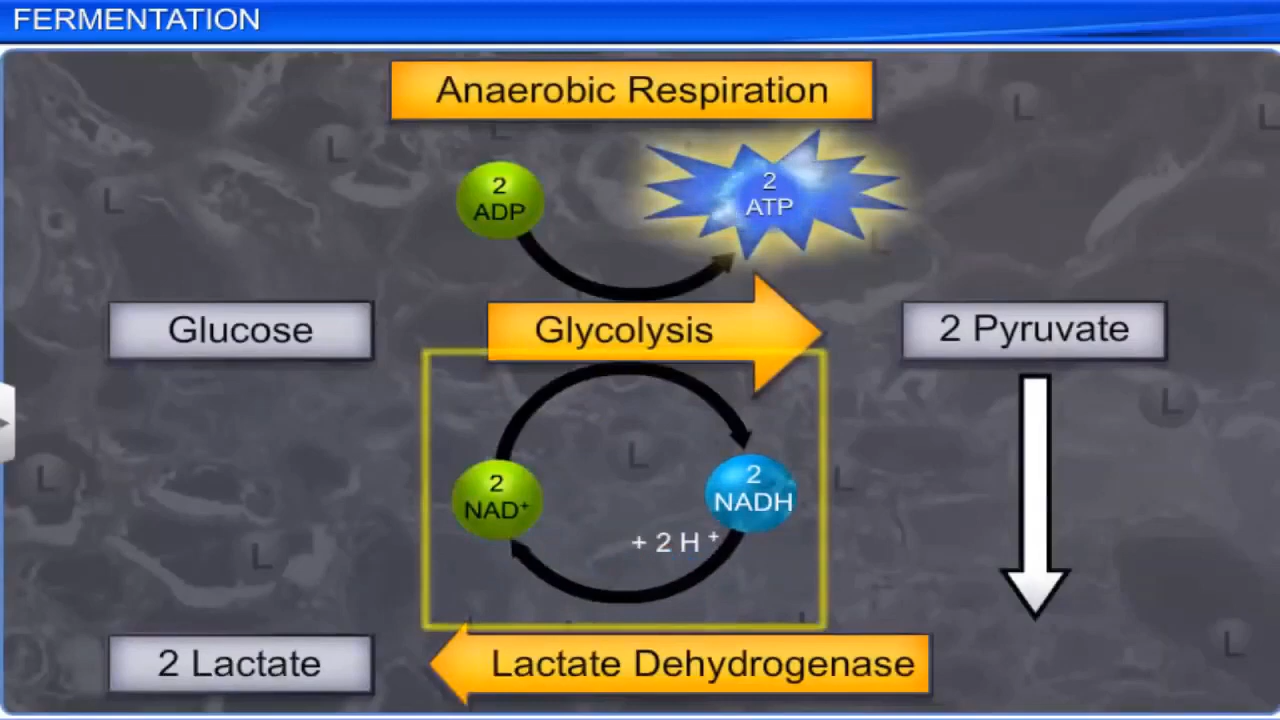 FERMENTATION
Anaerobic Respiration
2
ADP
2
ATP
Glucose
Glycolysis
2 Pyruvate
2
NAD⁺
2
NADH
+ 2 H ⁺
2 Lactate
Lactate Dehydrogenase
L
L
L
L
L
L
L
L
L
L
L